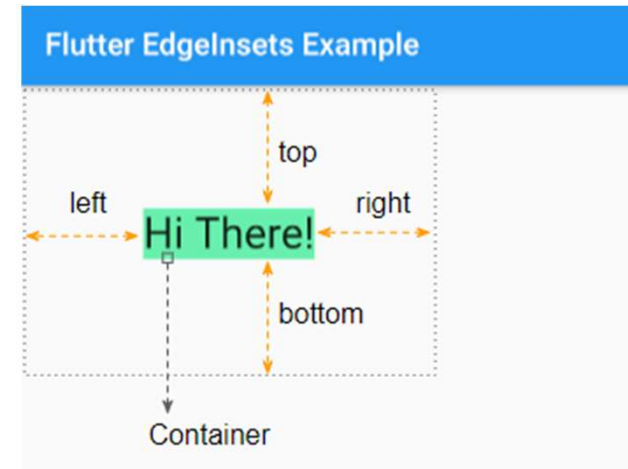 Flutter EdgeInsets Example
top
left
right
Hi There!
bottom
Container